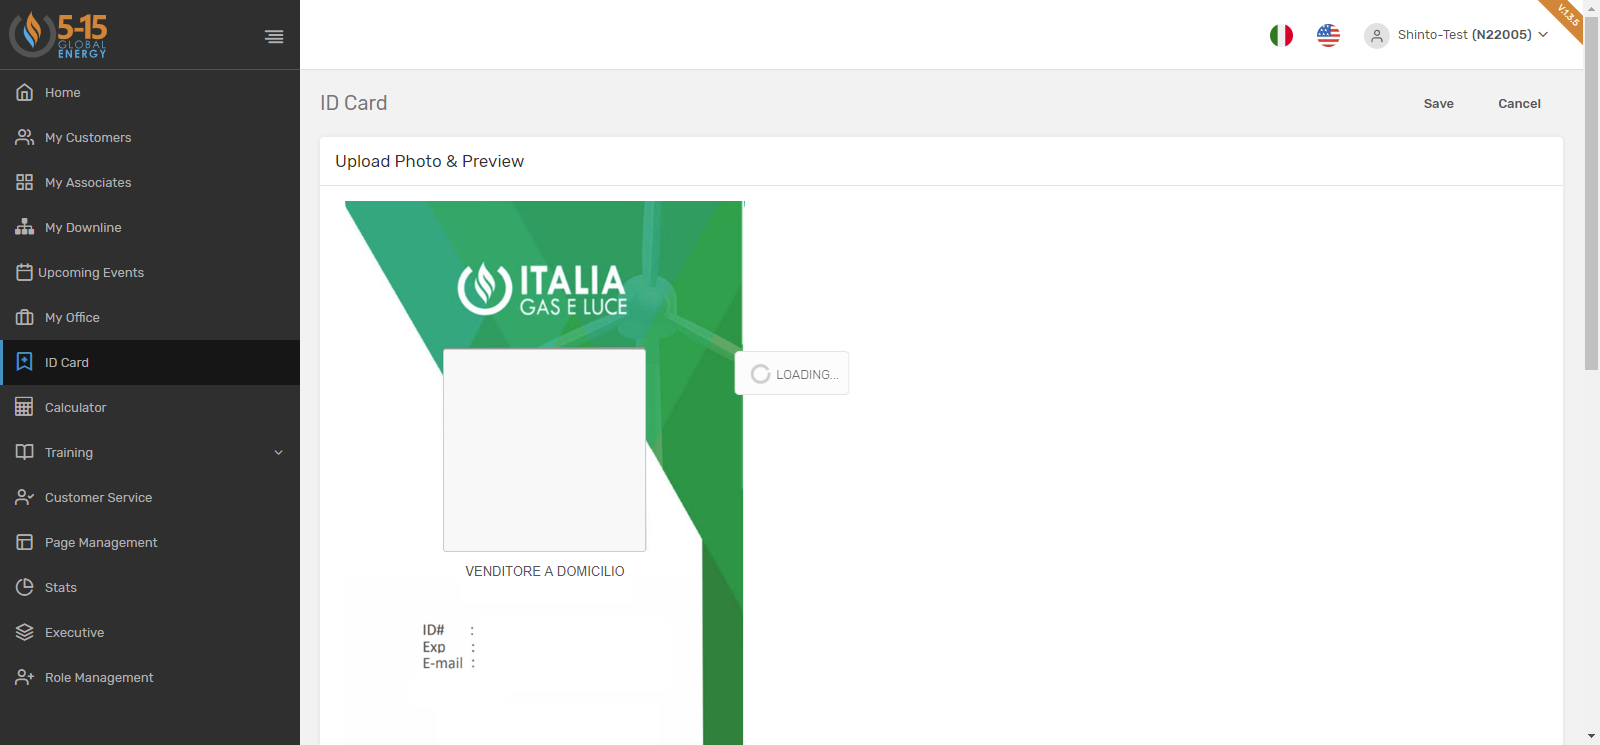 5-15
GLOBAL
ENERGY
Home
My Customers
My Associates
My Downline
Upcoming Events
My Office
ID Card
Calculator
Training
Customer Service
Page Management
Stats
Executive
Role Management
Shinto-Test (N22005)
V.1.3.5
ID Card
Save
Cancel
Upload Photo & Preview
ITALIA
GAS E LUCE
LOADING...
VENDITORE A DOMICILIO
ID# :
Exp :
E-mail :